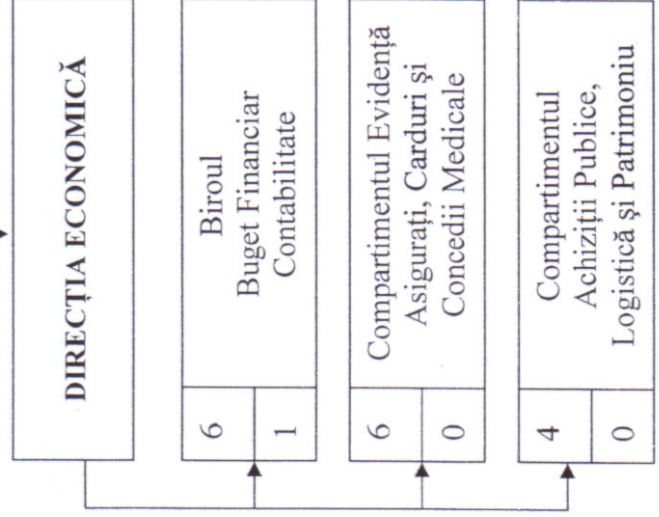 DIRECȚIA ECONOMICĂ
6
1
Biroul
Buget Financiar
Contabilitate
6
0
Compartimentul Evidență
Asigurați, Carduri și
Concedii Medicale
4
0
Compartimentul
Achiziții Publice,
Logistică și Patrimoniu